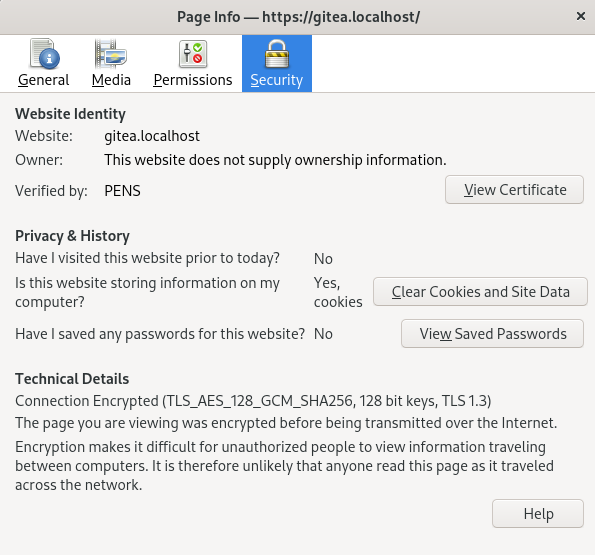 Page Info — https://gitea.localhost/
General Media Permissions Security
Website Identity
Website: gitea.localhost
Owner: This website does not supply ownership information.
Verified by: PENS View Certificate
Privacy & History
Have I visited this website prior to today? No
Is this website storing information on my computer? Yes, cookies Clear Cookies and Site Data
Have I saved any passwords for this website? No View Saved Passwords
Technical Details
Connection Encrypted (TLS_AES_128_GCM_SHA256, 128 bit keys, TLS 1.3)
The page you are viewing was encrypted before being transmitted over the Internet.
Encryption makes it difficult for unauthorized people to view information traveling
between computers. It is therefore unlikely that anyone read this page as it traveled
across the network.
Help